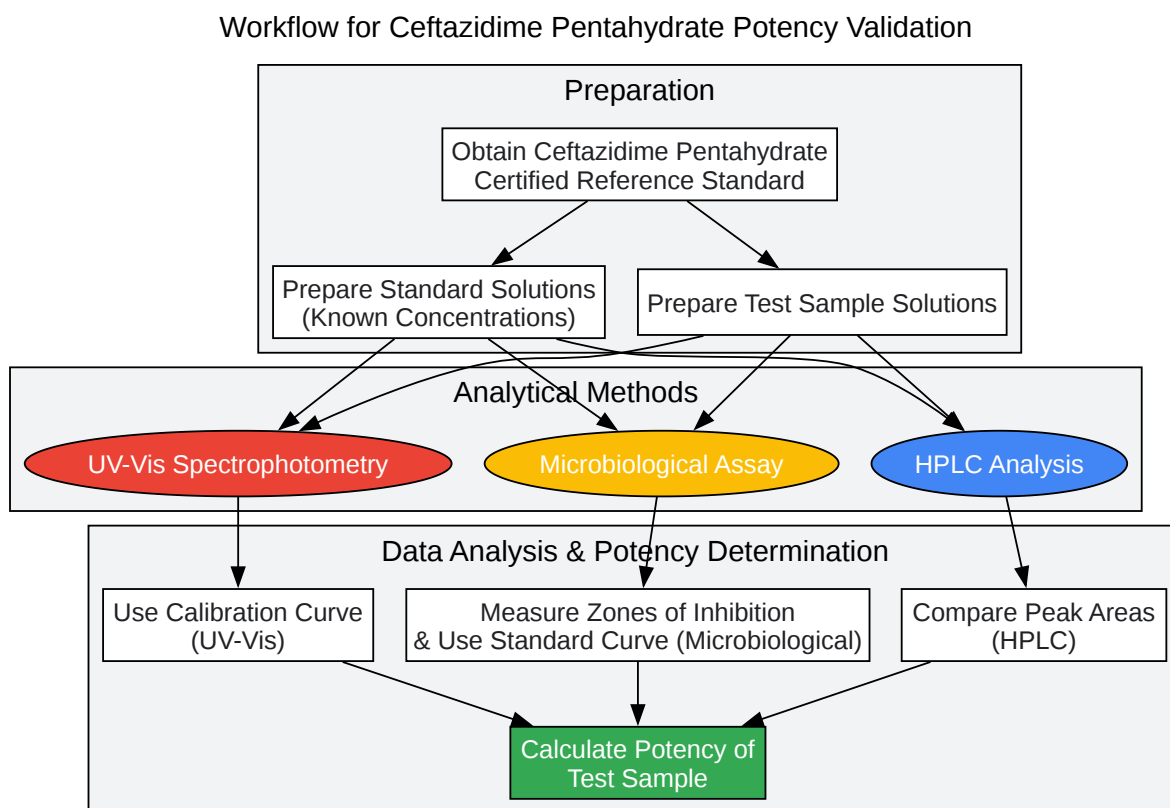 Workflow for Ceftazidime Pentahydrate Potency Validation
Preparation
Obtain Ceftazidime Pentahydrate
Certified Reference Standard
Prepare Standard Solutions
(Known Concentrations)
Prepare Test Sample Solutions
Analytical Methods
UV-Vis Spectrophotometry
Microbiological Assay
HPLC Analysis
Data Analysis & Potency Determination
Use Calibration Curve
(UV-Vis)
Measure Zones of Inhibition
& Use Standard Curve (Microbiological)
Compare Peak Areas
(HPLC)
Calculate Potency of
Test Sample